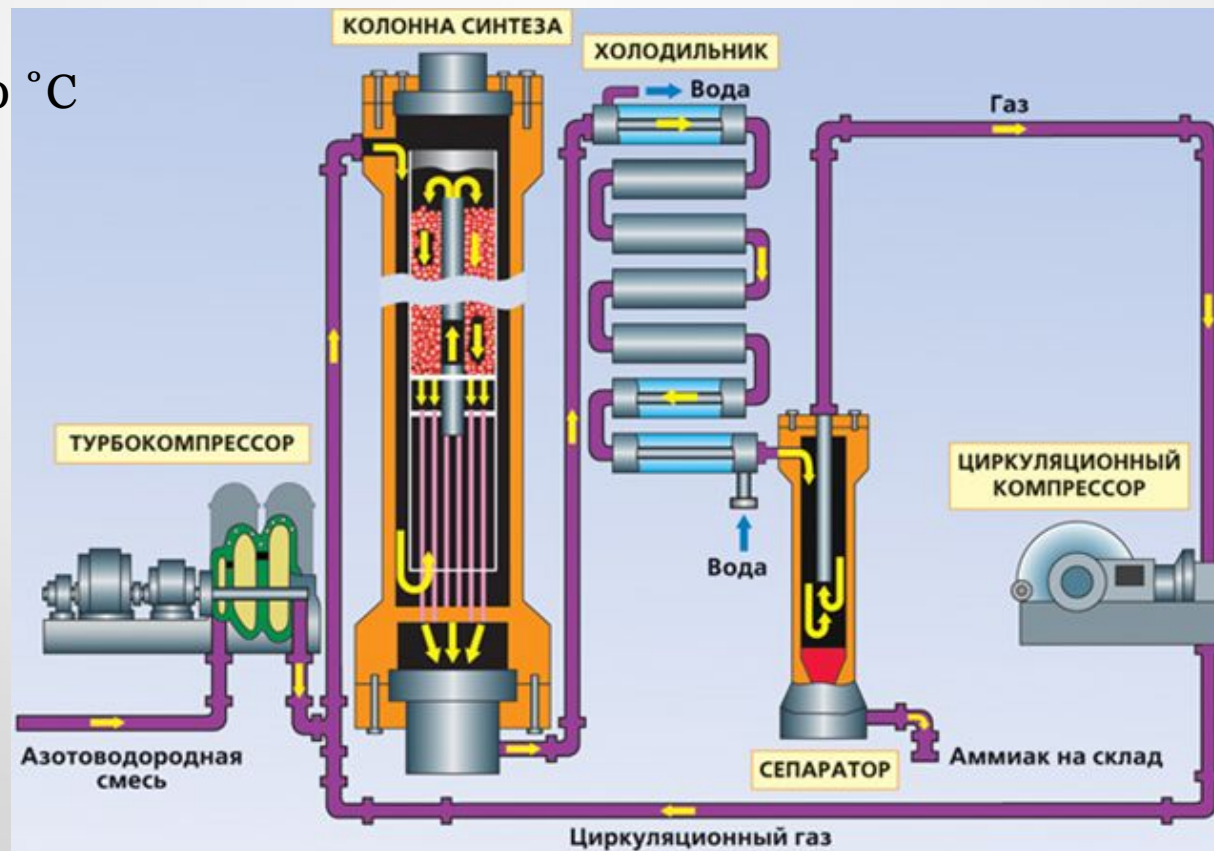 ˚C
КОЛОННА СИНТЕЗА
ХОЛОДИЛЬНИК
Вода
Газ
ТУРБОКОМПРЕССОР
ЦИРКУЛЯЦИОННЫЙ
КОМПРЕССОР
Вода
Азотоводородная
смесь
СЕПАРАТОР
Аммиак на склад
Циркуляционный газ